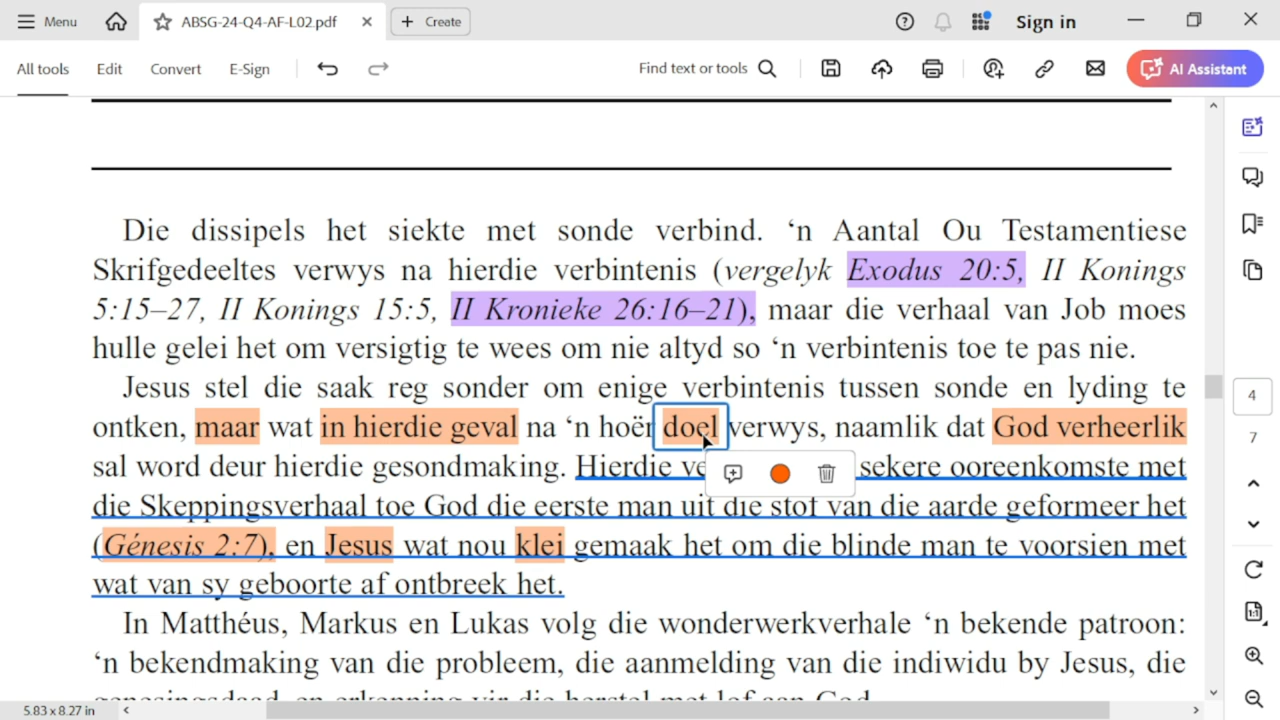 Menu
ABSG-24-Q4-AF-L02.pdf
Create
Sign in
All tools
Edit
Convert
E-Sign
Find text or tools
AI Assistant
Die dissipels het siekte met sonde verbind. ‘n Aantal Ou Testamentiese
Skrifgedeeltes verwys na hierdie verbintenis (vergelyk Exodus 20:5, II Konings
5:15–27, II Konings 15:5, II Kronieke 26:16–21), maar die verhaal van Job moes
hulle gelei het om versigtig te wees om nie altyd so ‘n verbintenis toe te pas nie.
Jesus stel die saak reg sonder om enige verbintenis tussen sonde en lyding te
ontken, maar wat in hierdie geval na ‘n hoër doel verwys, naamlik dat God verheerlik
sal word deur hierdie gesondmaking. Hierdie sekere ooreenkomste met
die Skeppingsverhaal toe God die eerste man uit die stof van die aarde geformeer het
(Génesis 2:7), en Jesus wat nou klei gemaak het om die blinde man te voorsien met
wat van sy geboorte af ontbreek het.
In Matthéus, Markus en Lukas volg die wonderwerkverhale ‘n bekende patroon:
‘n bekendmaking van die probleem, die aanmelding van die indiwidu by Jesus, die
4
7
5.83 x 8.27 in